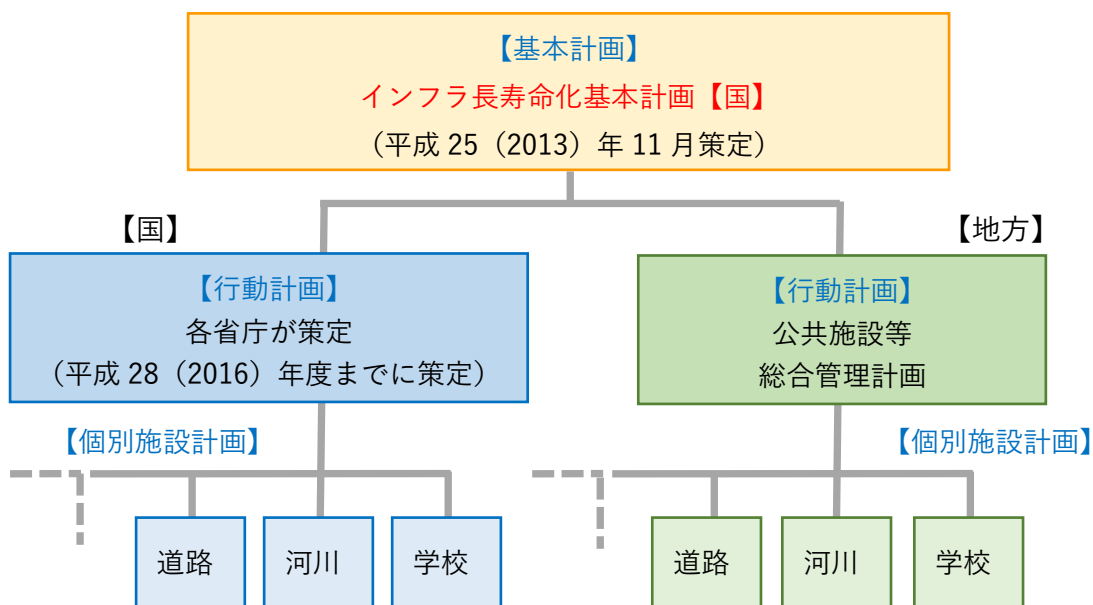 【基本計画】
インフラ長寿命化基本計画【国】
（平成 25（2013）年 11 月策定）
【国】
【地方】
【行動計画】
各省庁が策定
（平成 28（2016）年度までに策定）
【行動計画】
公共施設等
総合管理計画
【個別施設計画】
【個別施設計画】
道路
河川
学校
道路
河川
学校